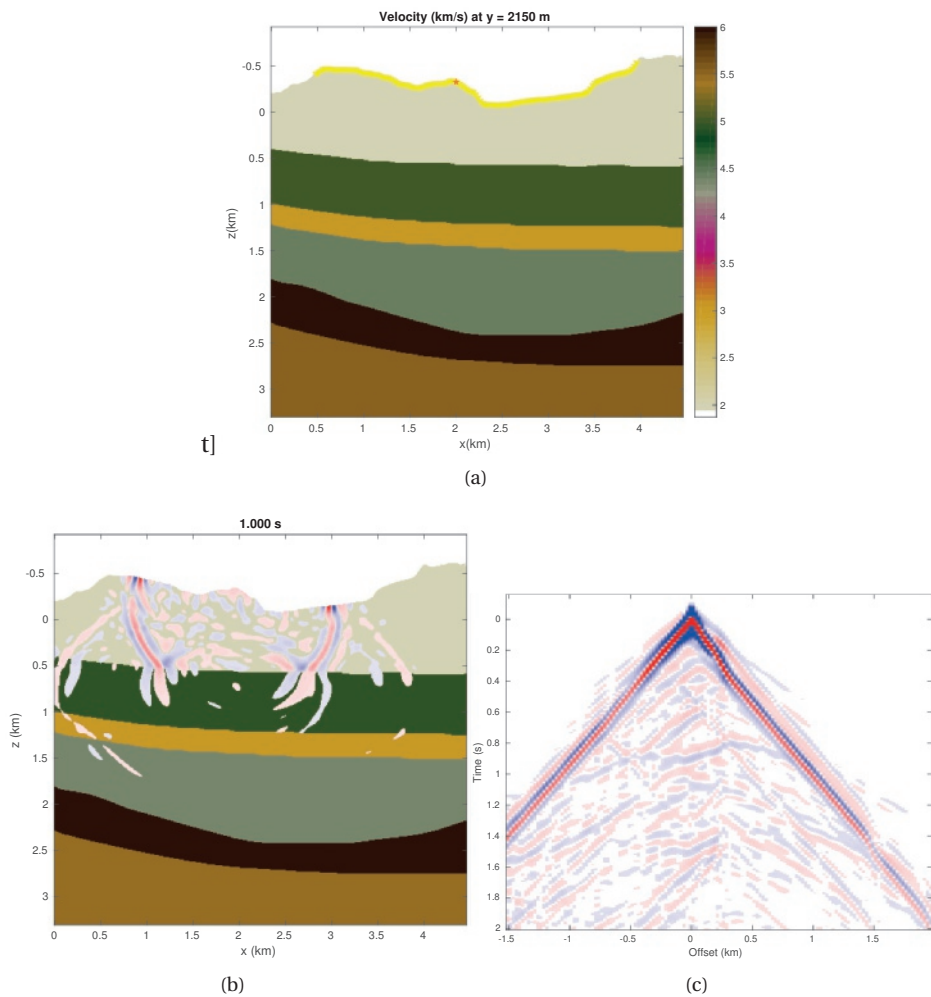 Velocity (km/s) at y = 2150 m
-0.5
0
0.5
1
1.5
2
2.5
3
z(km)
0 0.5 1 1.5 2 2.5 3 3.5 4
x(km)
6
5.5
5
4.5
4
3.5
3
2.5
2
t]
(a)
1.000 s
-0.5
0
0.5
1
1.5
2
2.5
3
z (km)
0 0.5 1 1.5 2 2.5 3 3.5 4
x (km)
(b)
0
0.2
0.4
0.6
0.8
1
1.2
1.4
1.6
1.8
2
Time (s)
-1.5 -1 -0.5 0 0.5 1 1.5
Offset (km)
(c)